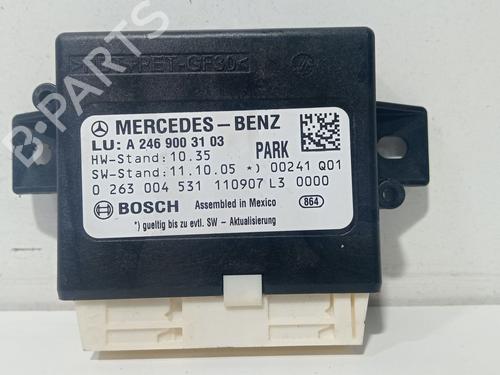 PET-GF30<
MERCEDES-BENZ
LU: A 246 900 31 03
HW-Stand: 10.35
PARK
SW-Stand: 11.10.05 *) 00241 Q01
0 263 004 531 110907 L3 0000
BOSCH Assembled in Mexico 864
*) gueltig bis zu evtl. SW - Aktualisierung
B-PARTS